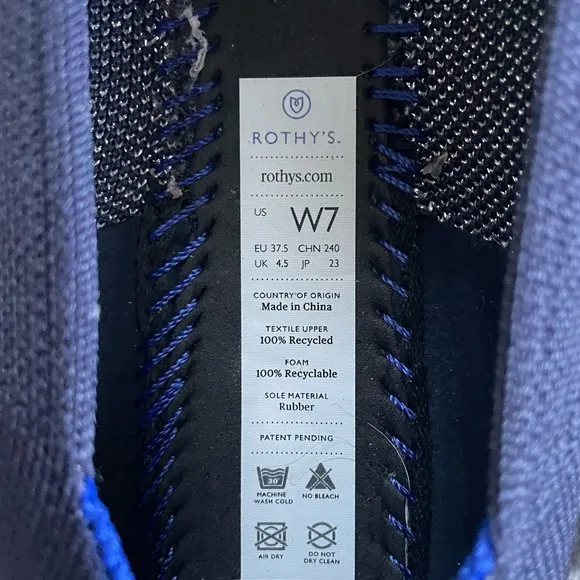 ROTHY'S™
rothys.com
US W7
EU 37.5 CHN 240
UK 4.5 JP 23
COUNTRY OF ORIGIN
Made in China
TEXTILE UPPER
100% Recycled
FOAM
100% Recyclable
SOLE MATERIAL
Rubber
PATENT PENDING
30°
MACHINE WASH COLD
NO BLEACH
AIR DRY
DO NOT DRY CLEAN